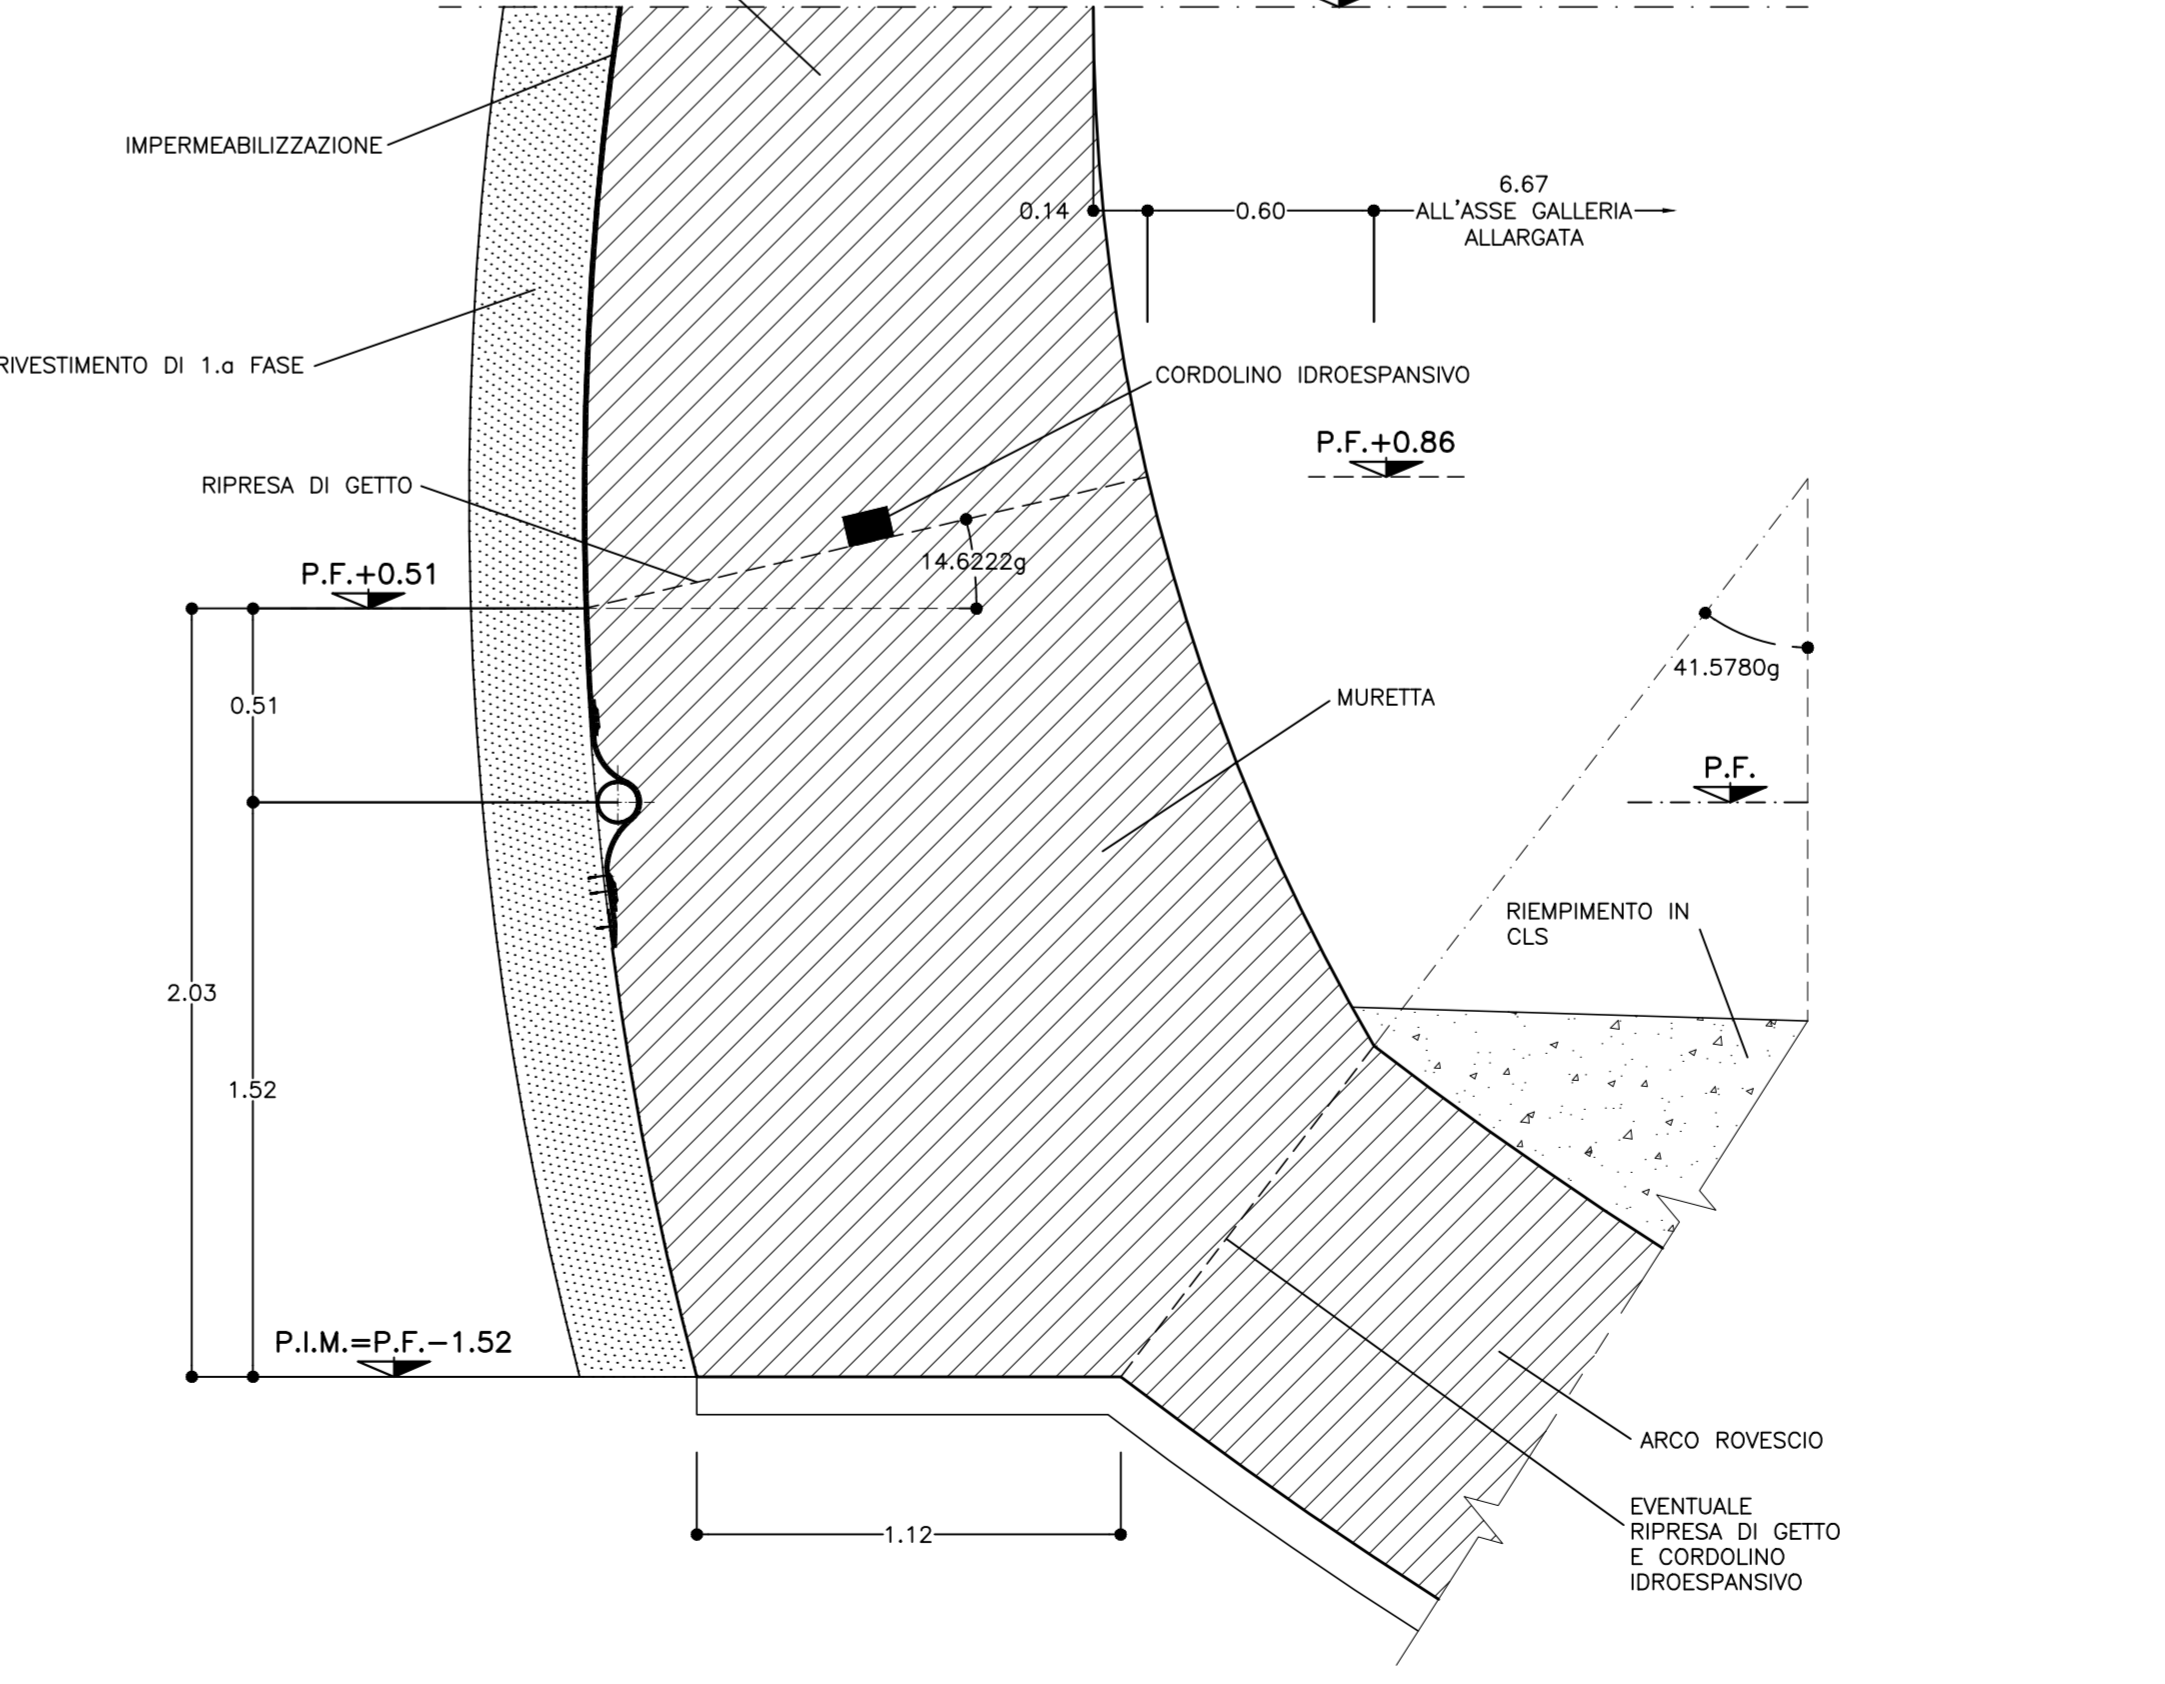 IMPERMEABILIZZAZIONE
6.67
0.14
0.60
ALL'ASSE GALLERIA
ALLARGATA
RIVESTIMENTO DI 1.a FASE
CORDOLINO IDROESPANSIVO
P.F.+0.86
RIPRESA DI GETTO
14.6222g
P.F.+0.51
41.5780g
0.51
MURETTA
P.F.
RIEMPIMENTO IN
CLS
2.03
1.52
P.I.M.=P.F.-1.52
ARCO ROVESCIO
1.12
EVENTUALE
RIPRESA DI GETTO
E CORDOLINO
IDROESPANSIVO